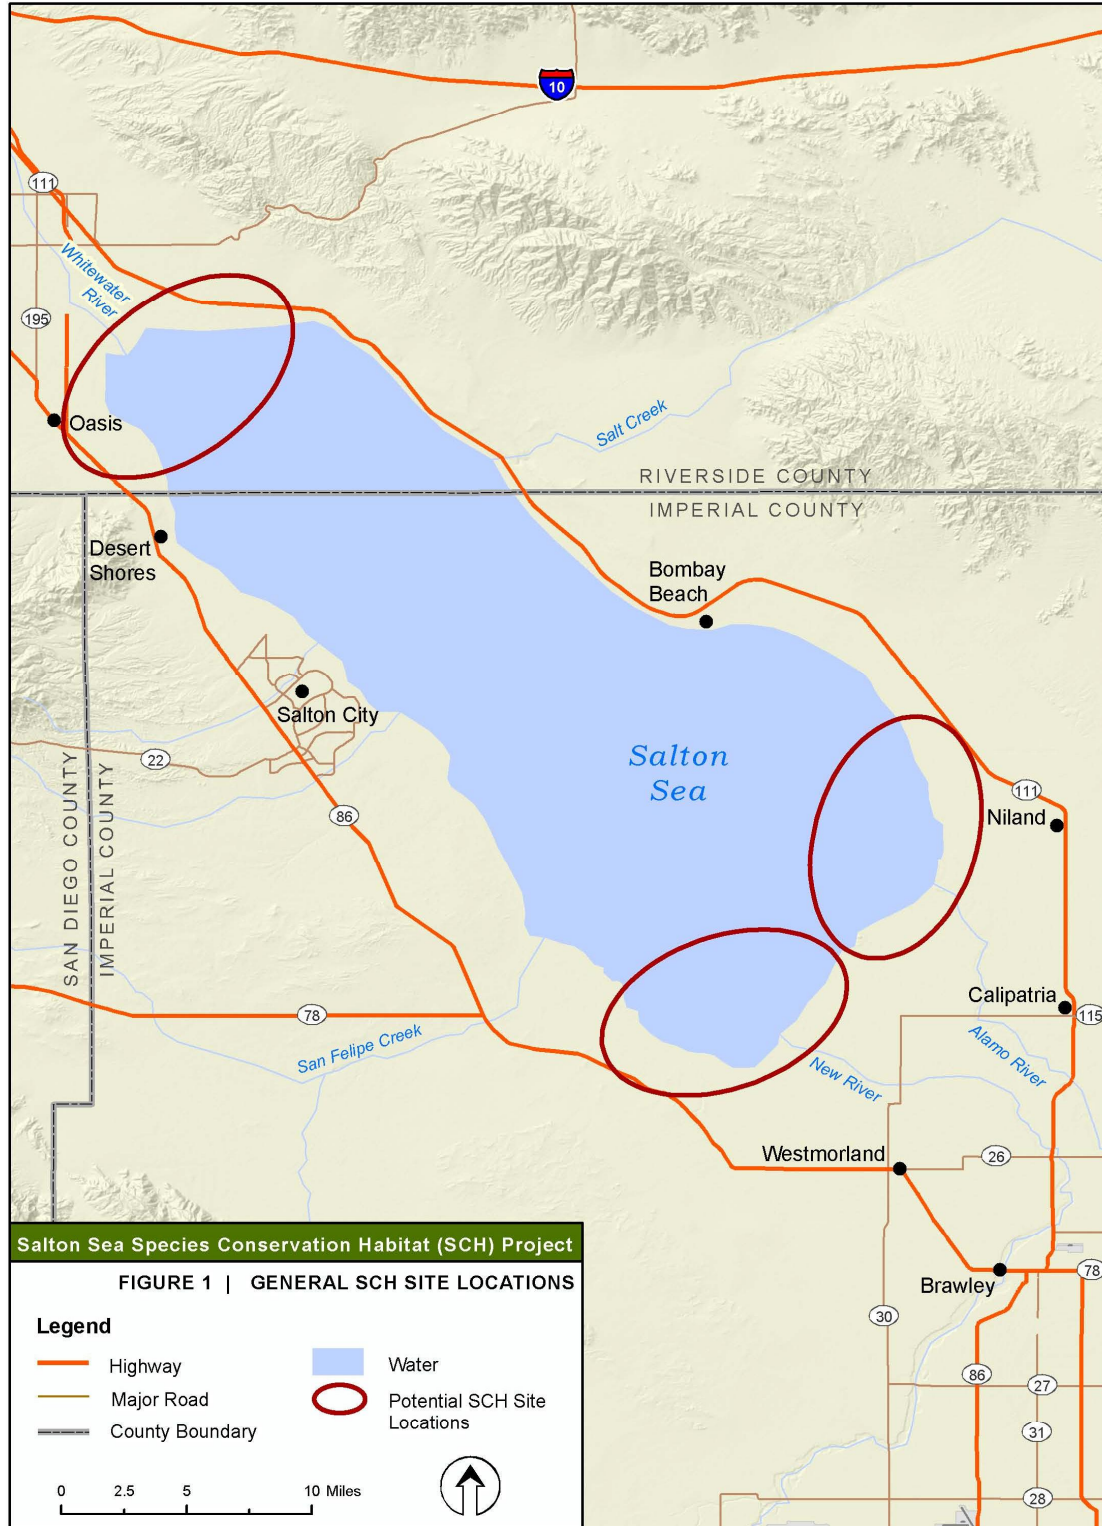 10
111
Whitewater
River
195
Oasis
Salt Creek
RIVERSIDE COUNTY
IMPERIAL COUNTY
Desert
Shores
Bombay
Beach
Salton City
22
Salton
Sea
SAN DIEGO COUNTY
IMPERIAL COUNTY
86
111
Niland
Calipatria
115
78
San Felipe Creek
New River
Alamo River
Westmorland
26
Brawley
78
30
86
27
31
28
Salton Sea Species Conservation Habitat (SCH) Project
FIGURE 1 | GENERAL SCH SITE LOCATIONS
Legend
Highway
Major Road
County Boundary
Water
Potential SCH Site
Locations
0 2.5 5 10 Miles